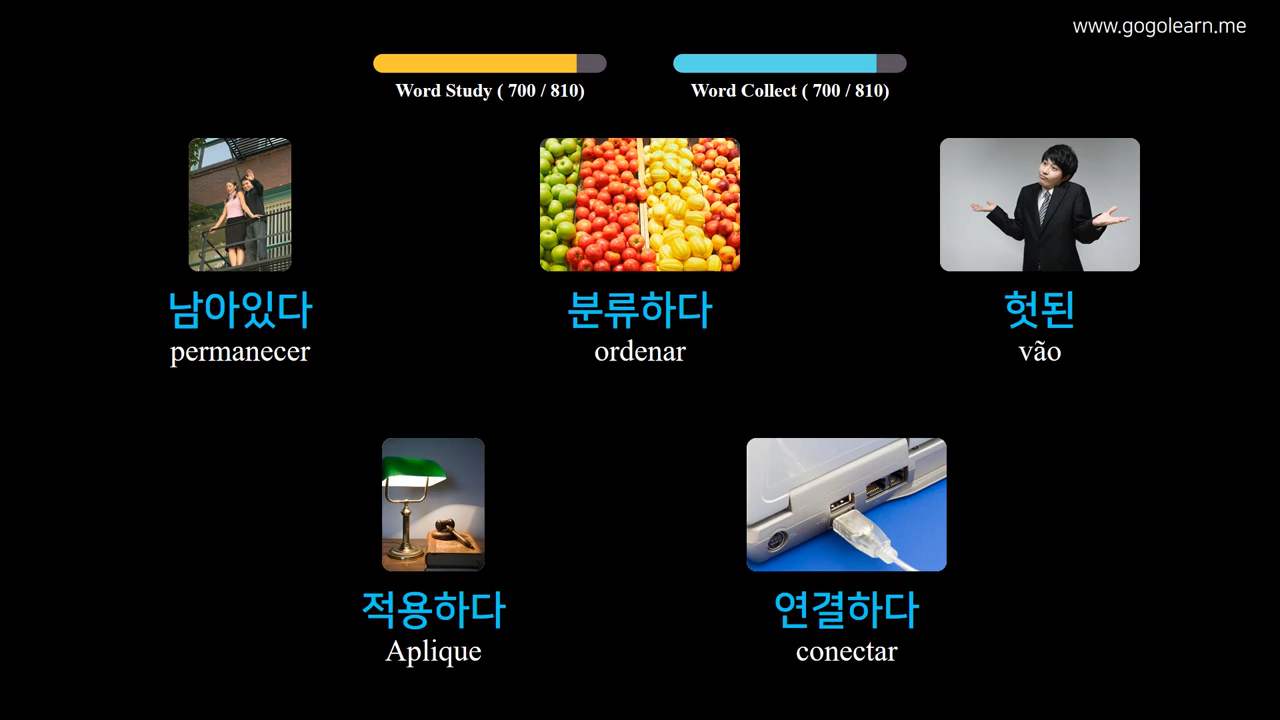 www.gogolearn.me
Word Study ( 700 / 810)
Word Collect ( 700 / 810)
남아있다
permanecer
분류하다
ordenar
헛된
vão
적용하다
Aplique
연결하다
conectar